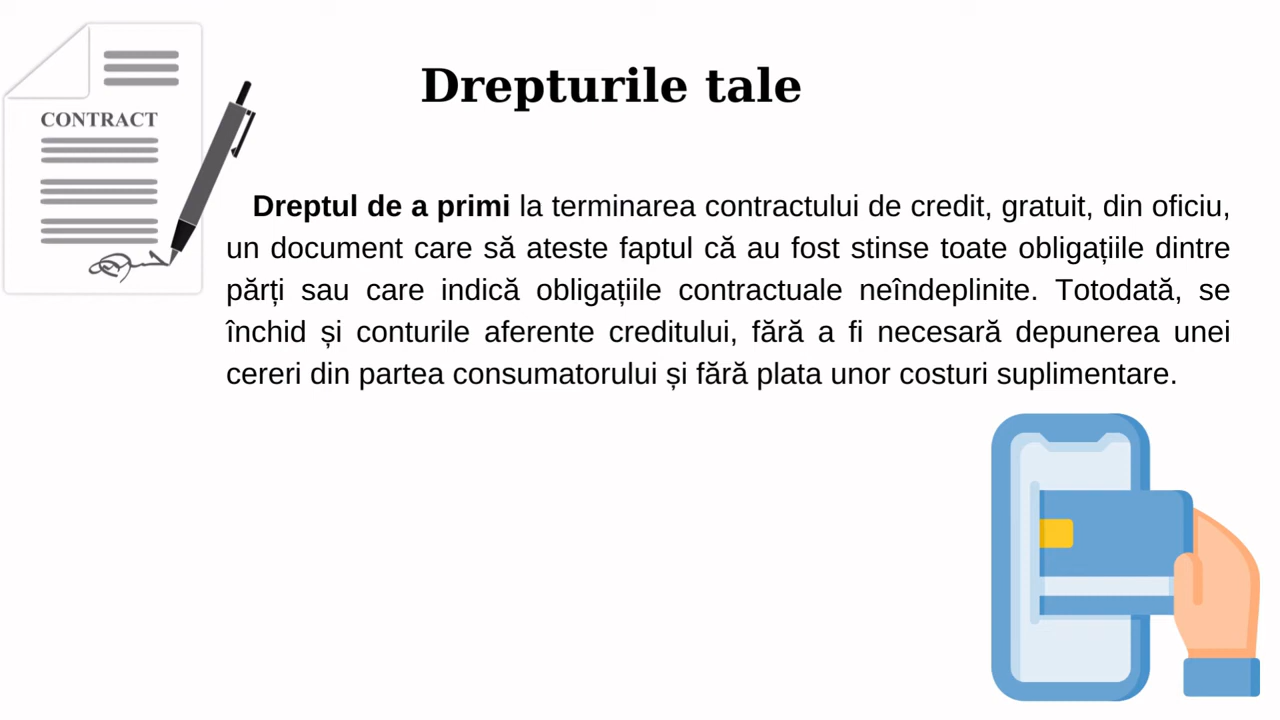 Drepturile tale
CONTRACT
Dreptul de a primi la terminarea contractului de credit, gratuit, din oficiu,
un document care să ateste faptul că au fost stinse toate obligațiile dintre
părți sau care indică obligațiile contractuale neîndeplinite. Totodată, se
închid și conturile aferente creditului, fără a fi necesară depunerea unei
cereri din partea consumatorului și fără plata unor costuri suplimentare.